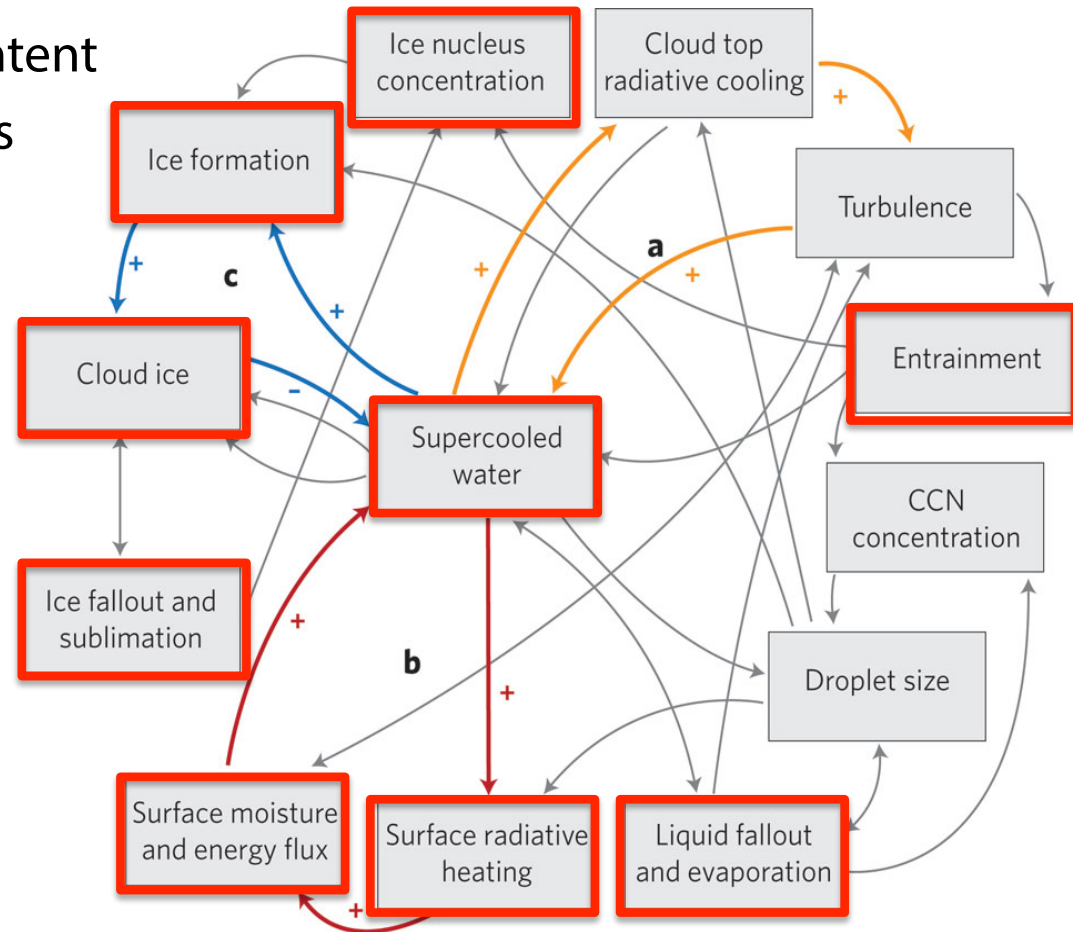 ntent
s
Ice nucleus
concentration
Cloud top
radiative cooling
+
Ice formation
Turbulence
a
+
c
+
+
+
Entrainment
Cloud ice
–
Supercooled
water
CCN
concentration
Ice fallout and
sublimation
+
b
+
Droplet size
Surface moisture
and energy flux
Surface radiative
heating
Liquid fallout
and evaporation
+